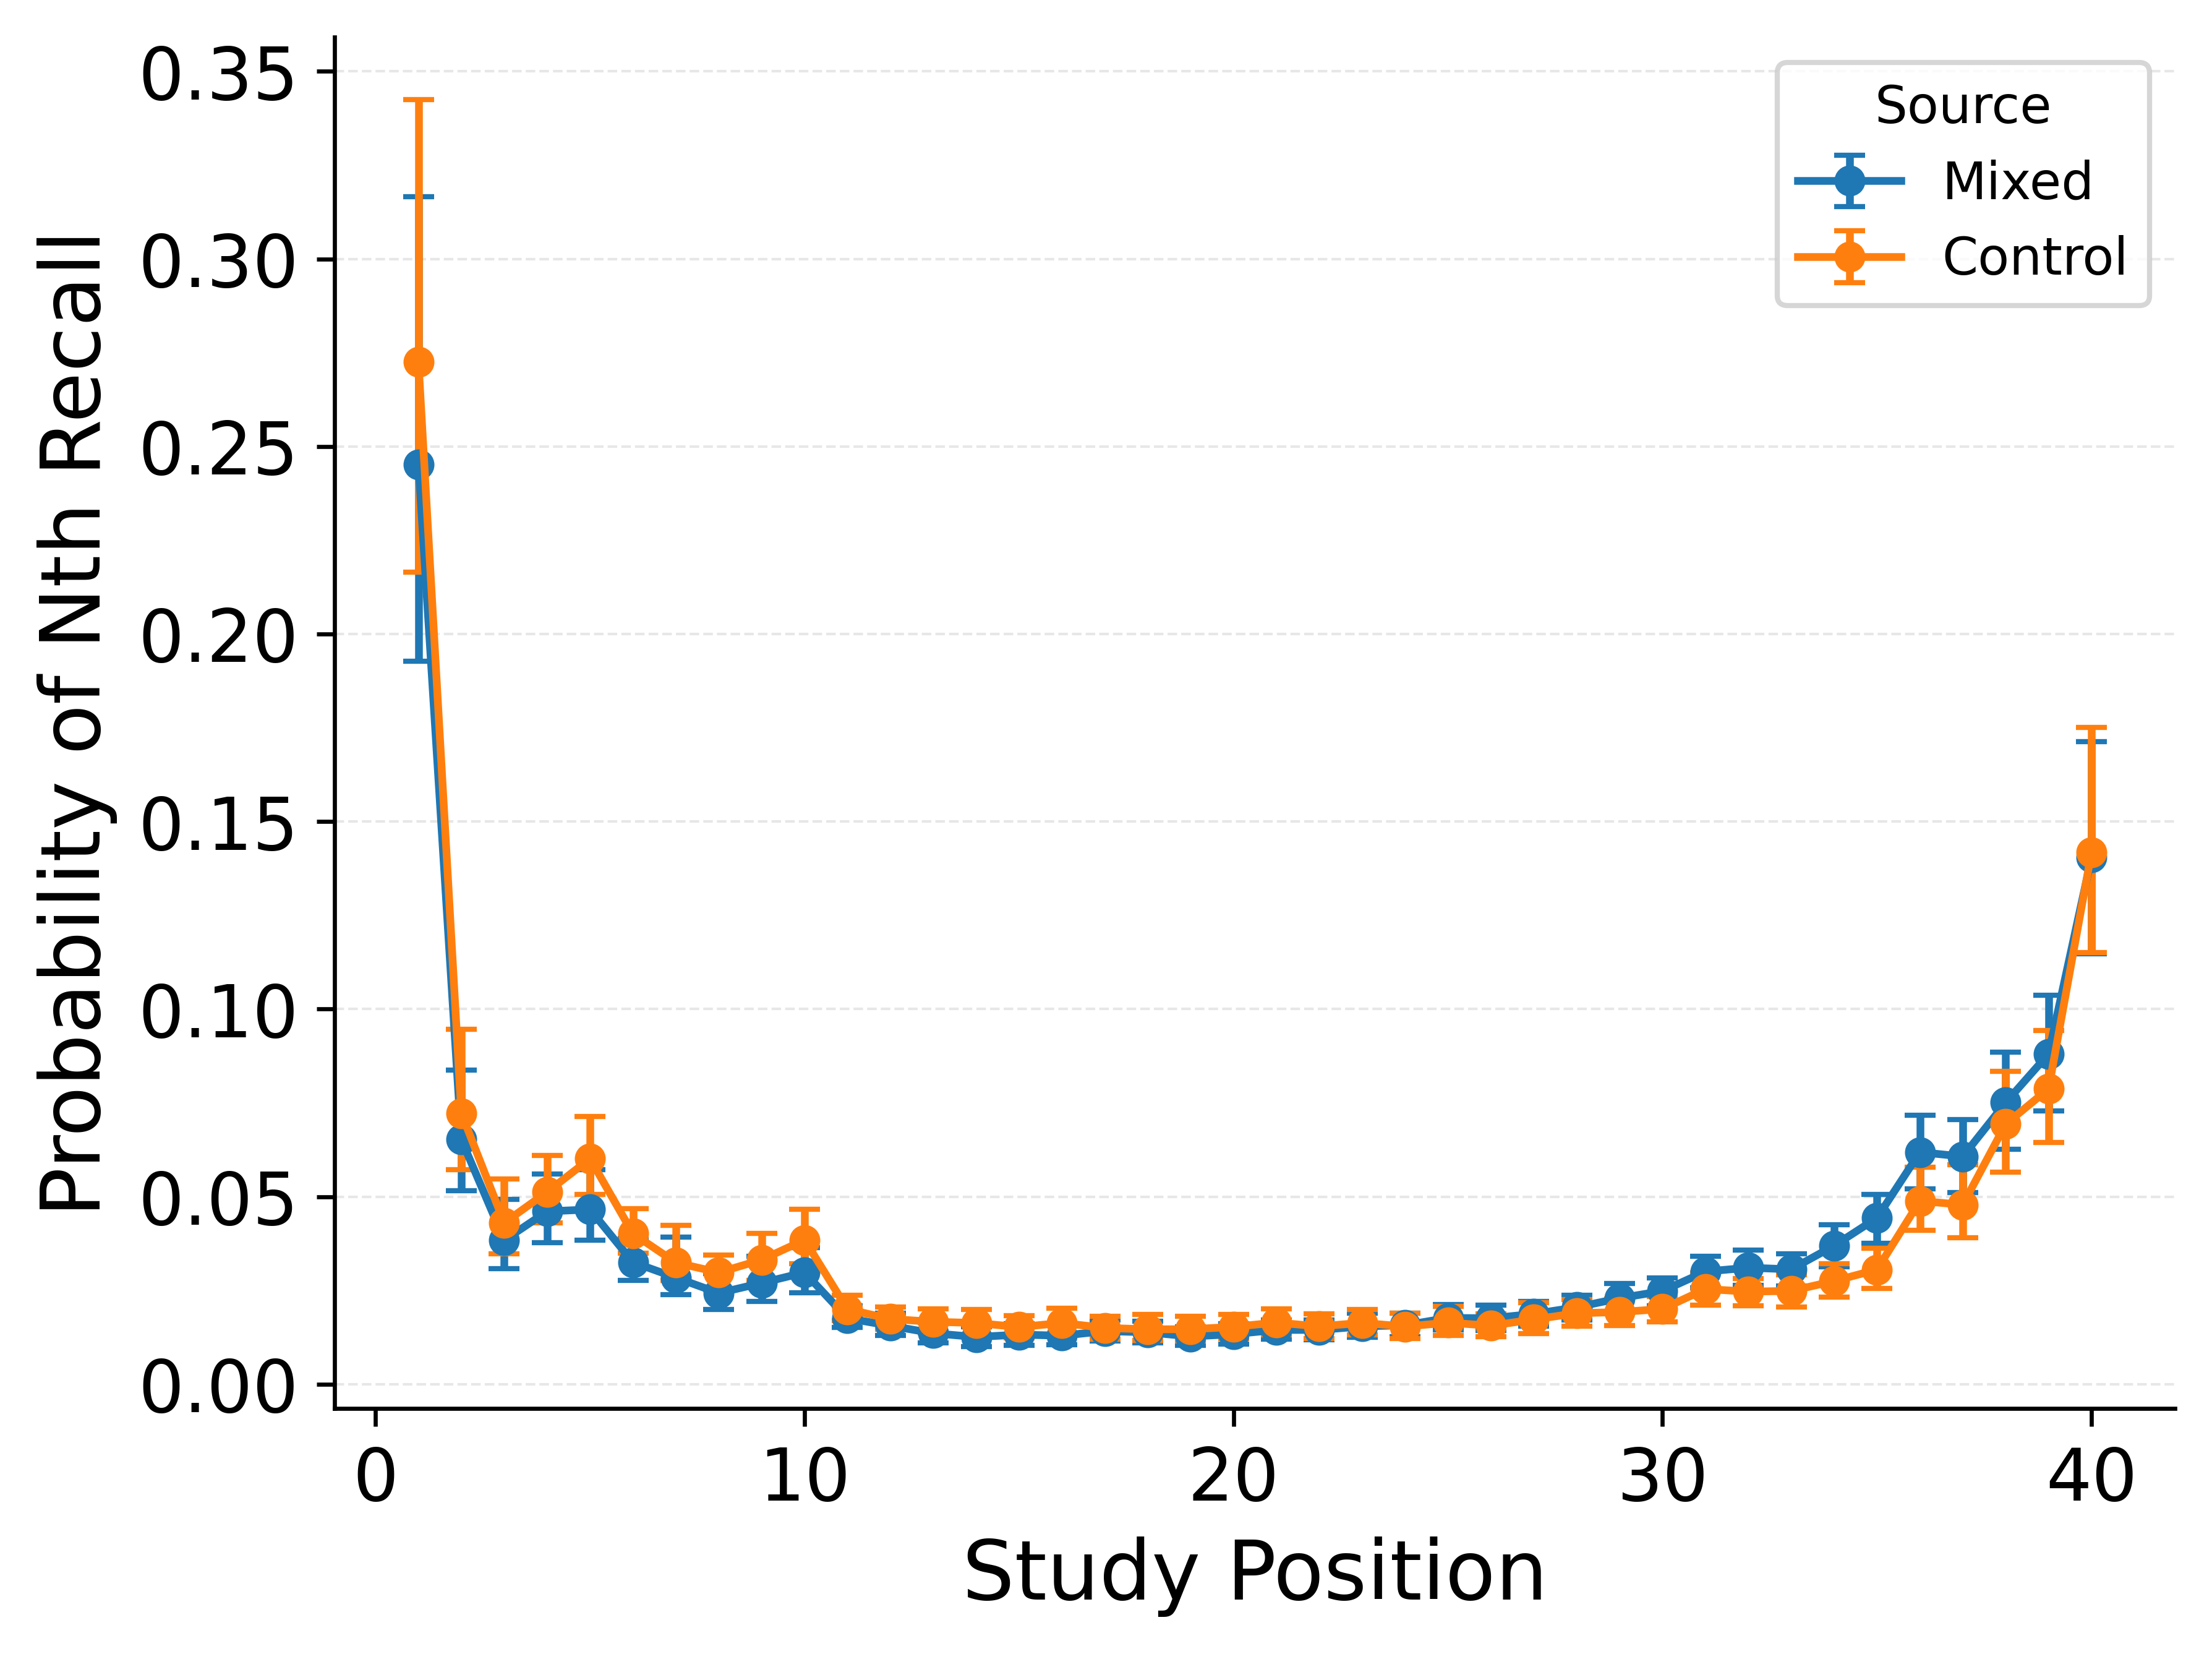 Probability of Nth Recall
0.35
0.30
0.25
0.20
0.15
0.10
0.05
0.00
Source
Mixed
Control
0 10 20 30 40
Study Position